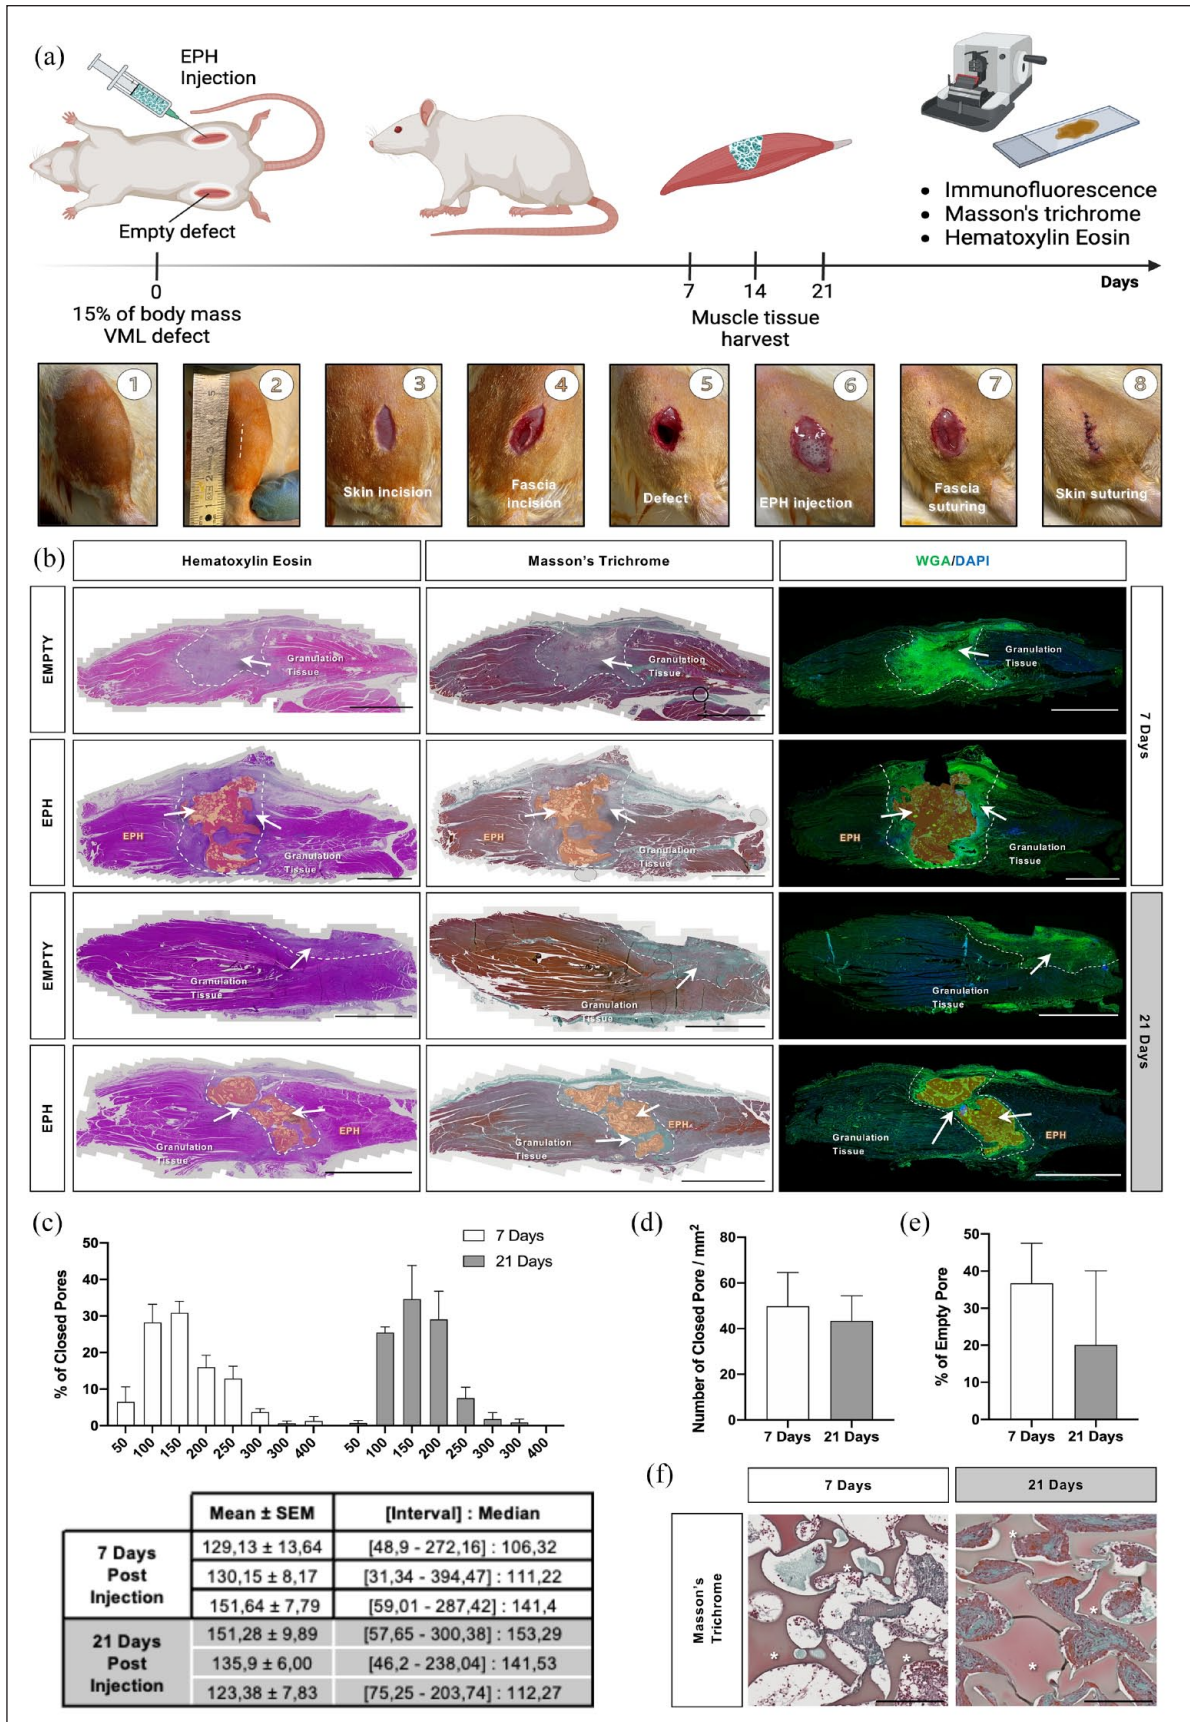 (a)
EPH
Injection
Empty defect
• Immunofluorescence
• Masson's trichrome
• Hematoxylin Eosin
0
7
14
21
Days
15% of body mass
VML defect
Muscle tissue
harvest
1
2
3
4
5
6
7
8
Skin incision
Fascia
incision
Defect
EPH injection
Fascia
suturing
Skin suturing
(b)
Hematoxylin Eosin
Masson's Trichrome
WGA/DAPI
EMPTY
Granulation
Tissue
Granulation
Tissue
Granulation
Tissue
7 Days
EPH
EPH
Granulation
Tissue
EPH
Granulation
Tissue
EPH
Granulation
Tissue
EMPTY
Granulation
Tissue
Granulation
Tissue
Granulation
Tissue
21 Days
EPH
Granulation
Tissue
EPH
Granulation
Tissue
EPH
Granulation
Tissue
EPH
(c)
7 Days
21 Days
% of Closed Pores
50
40
30
20
10
0
50 100 150 200 250 300 300 400 50 100 150 200 250 300 300 400
(d)
Number of Closed Pore / mm²
80
60
40
20
0
7 Days 21 Days
(e)
% of Empty Pore
50
40
30
20
10
0
7 Days 21 Days
Mean ± SEM [Interval] : Median
7 Days
Post
Injection
129,13 ± 13,64 [48,9 - 272,16] : 106,32
130,15 ± 8,17 [31,34 - 394,47] : 111,22
151,64 ± 7,79 [59,01 - 287,42] : 141,4
21 Days
Post
Injection
151,28 ± 9,89 [57,65 - 300,38] : 153,29
135,9 ± 6,00 [46,2 - 238,04] : 141,53
123,38 ± 7,83 [75,25 - 203,74] : 112,27
(f)
7 Days
21 Days
Masson's
Trichrome
*
*
*
*
*
*